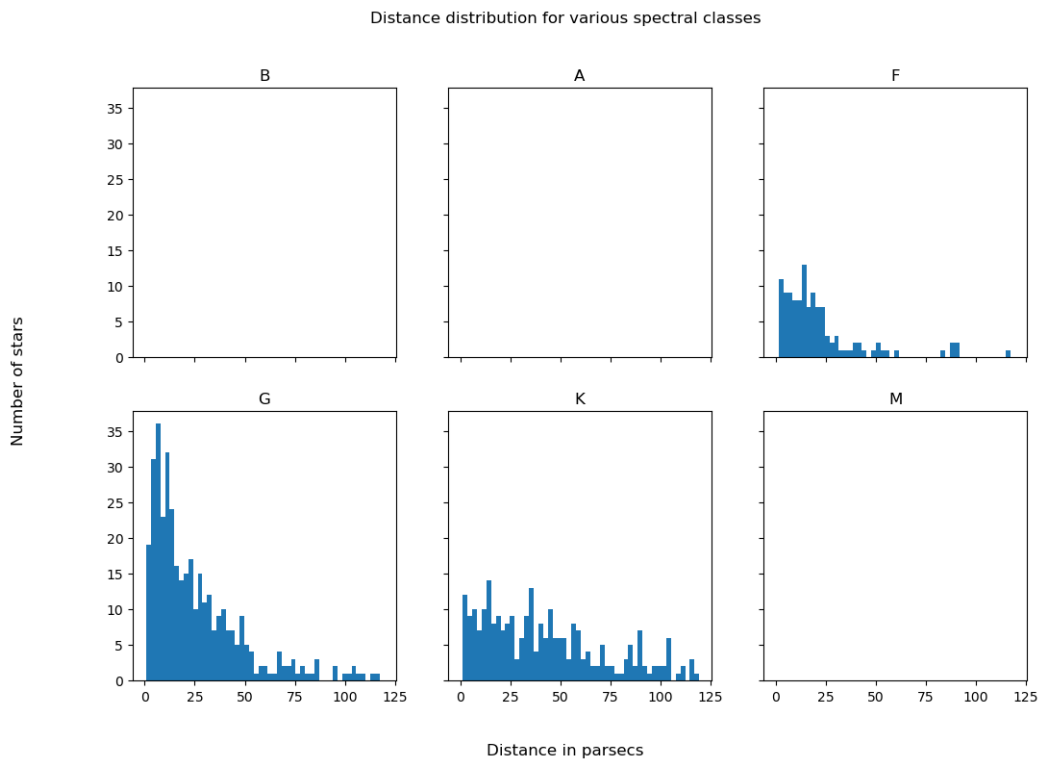 Distance distribution for various spectral classes
B
A
F
35
30
25
20
15
10
5
0
0 25 50 75 100 125
G
K
M
35
30
25
20
15
10
5
0
0 25 50 75 100 125
0 25 50 75 100 125
Number of stars
Distance in parsecs